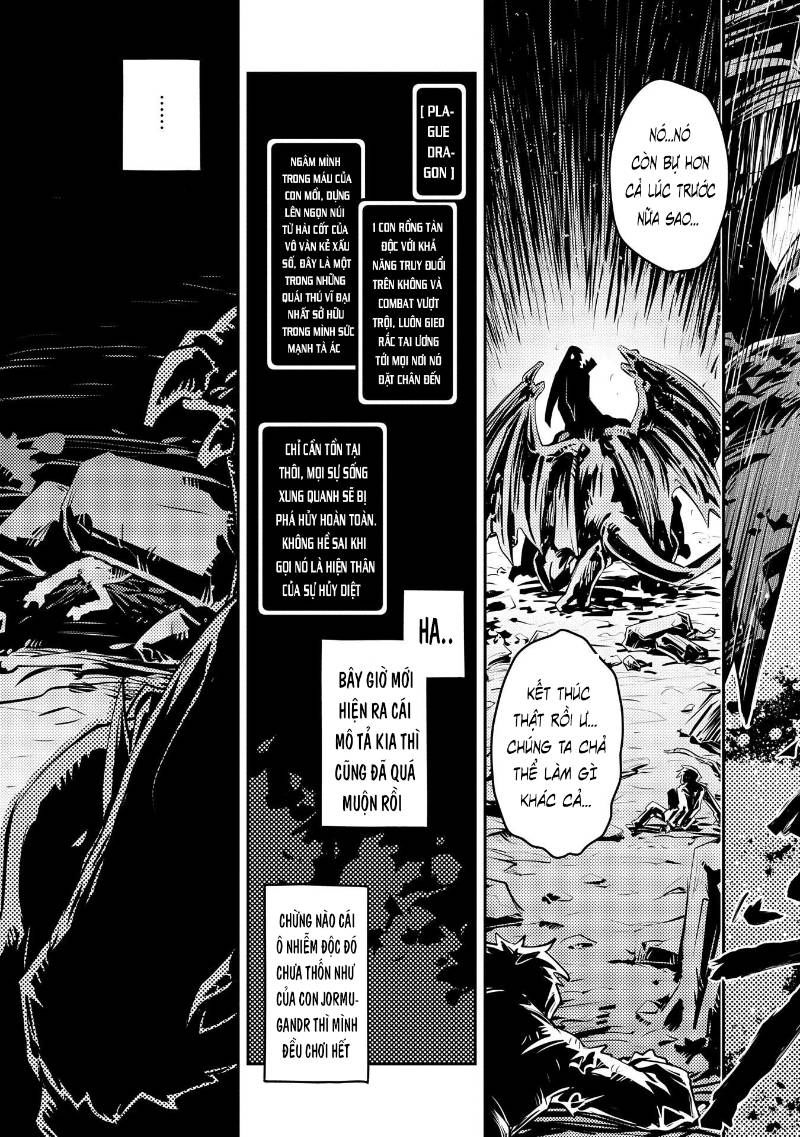 NÓ...NÓ
CÒN BỰ HƠN
CẢ LÚC TRƯỚC
NỮA SAO...
KẾT THÚC
THẬT RỒI Ư...
CHÚNG TA CHẢ
THỂ LÀM GÌ
KHÁC CẢ...
[ PLA-
GUE
DRA-
GON ]
1 CON RỒNG TÀN
ĐỘC VỚI KHẢ
NĂNG TRUY ĐUỔI
TRÊN KHÔNG VÀ
COMBAT VƯỢT
TRỘI, LUÔN GIEO
RẮC TAI ƯƠNG
TỚI MỌI NƠI NÓ
ĐẶT CHÂN ĐẾN
NGÂM MÌNH
TRONG MÁU CỦA
CON MỒI, DỰNG
LÊN NGỌN NÚI
TỪ HÀI CỐT CỦA
VÔ VÀN KẺ XẤU
SỐ, ĐÂY LÀ MỘT
TRONG NHỮNG
QUÁI THÚ VĨ ĐẠI
NHẤT SỞ HỮU
TRONG MÌNH SỨC
MẠNH TÀ ÁC
CHỈ CẦN TỒN TẠI
THÔI, MỌI SỰ SỐNG
XUNG QUANH SẼ BỊ
PHÁ HỦY HOÀN TOÀN.
KHÔNG HỀ SAI KHI
GỌI NÓ LÀ HIỆN THÂN
CỦA SỰ HỦY DIỆT
HA..
BÂY GIỜ MỚI
HIỆN RA CÁI
MÔ TẢ KIA THÌ
CŨNG ĐÃ QUÁ
MUỘN RỒI
CHỪNG NÀO CÁI
Ô NHIỄM ĐỘC ĐÓ
CHƯA THỐN NHƯ
CỦA CON JORMU-
GANDR THÌ MÌNH
ĐỀU CHƠI HẾT
......